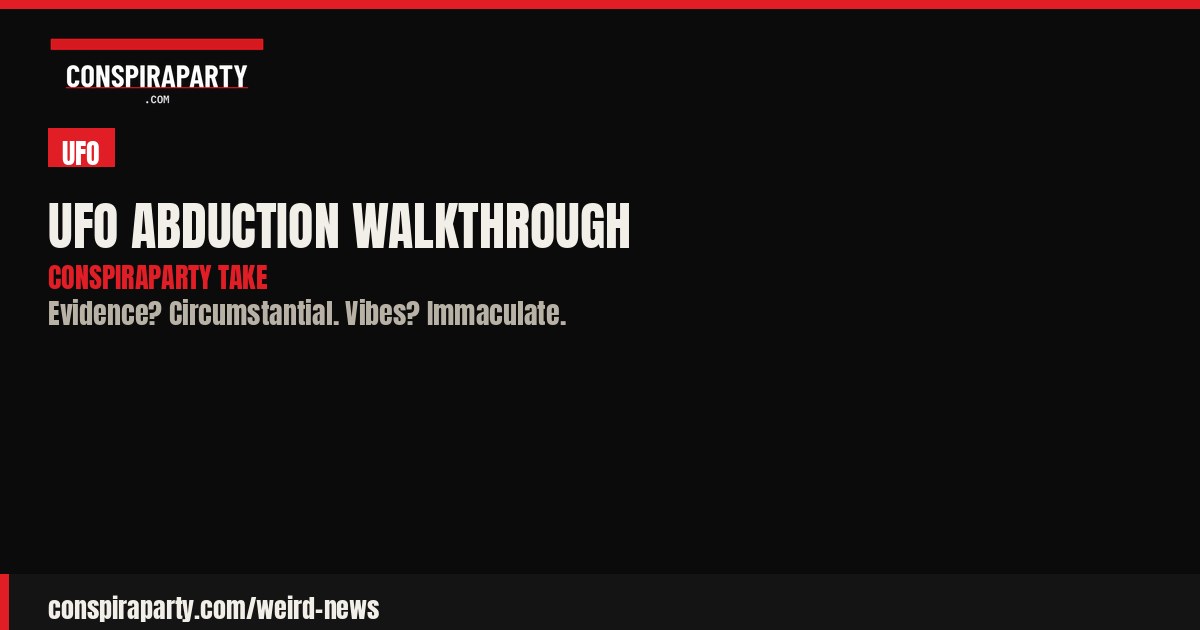 CONSPIRAPARTY
.COM
UFO
UFO ABDUCTION WALKTHROUGH
CONSPIRAPARTY TAKE
Evidence? Circumstantial. Vibes? Immaculate.
conspiraparty.com/weird-news